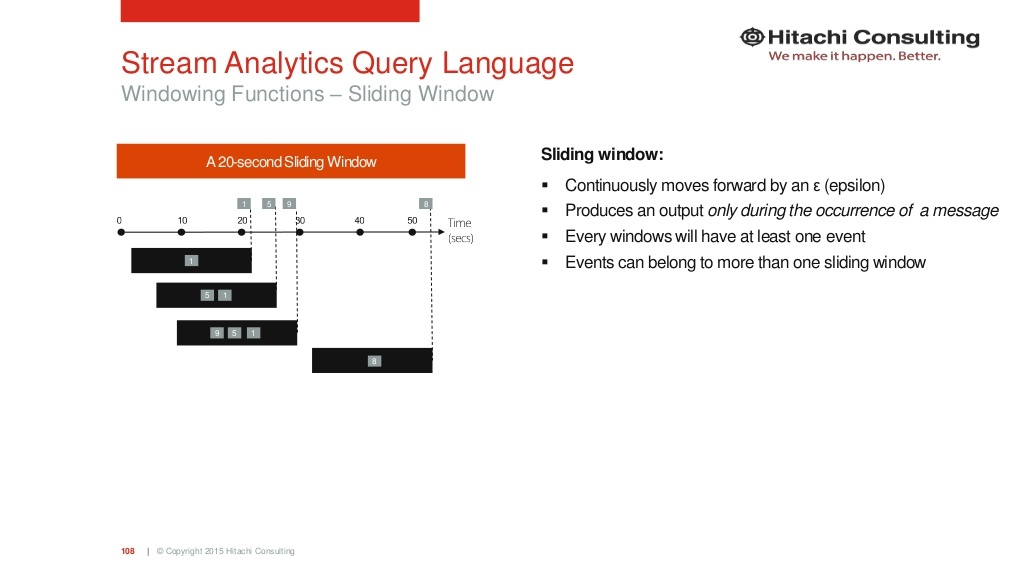 Hitachi Consulting
We make it happen. Better.
Stream Analytics Query Language
Windowing Functions – Sliding Window
A 20-second Sliding Window
1 5 9 8
0 10 20 30 40 50 Time
(secs)
1
5 1
9 5 1
8
Sliding window:
▪ Continuously moves forward by an ε (epsilon)
▪ Produces an output only during the occurrence of a message
▪ Every windows will have at least one event
▪ Events can belong to more than one sliding window
108 | © Copyright 2015 Hitachi Consulting